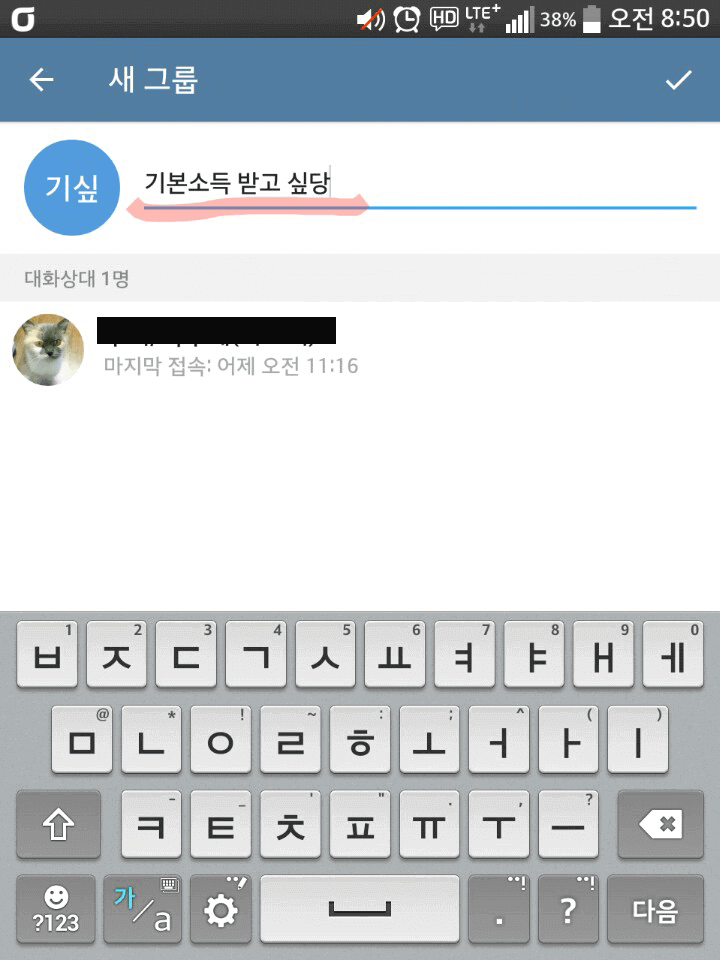 HD LTE+ 38% 오전 8:50
새 그룹
기싶
기본소득 받고 싶당
대화상대 1명
마지막 접속: 어제 오전 11:16
1 2 3 4 5 6 7 8 9 0
ㅂ ㅈ ㄷ ㄱ ㅅ ㅛ ㅕ ㅑ ㅐ ㅔ
@ * ! ~ : ; ^ ( )
ㅁ ㄴ ㅇ ㄹ ㅎ ㅗ ㅓ ㅏ ㅣ
- _ ' " . , ?
ㅋ ㅌ ㅊ ㅍ ㅠ ㅜ ㅡ
?123 가/a . ? 다음